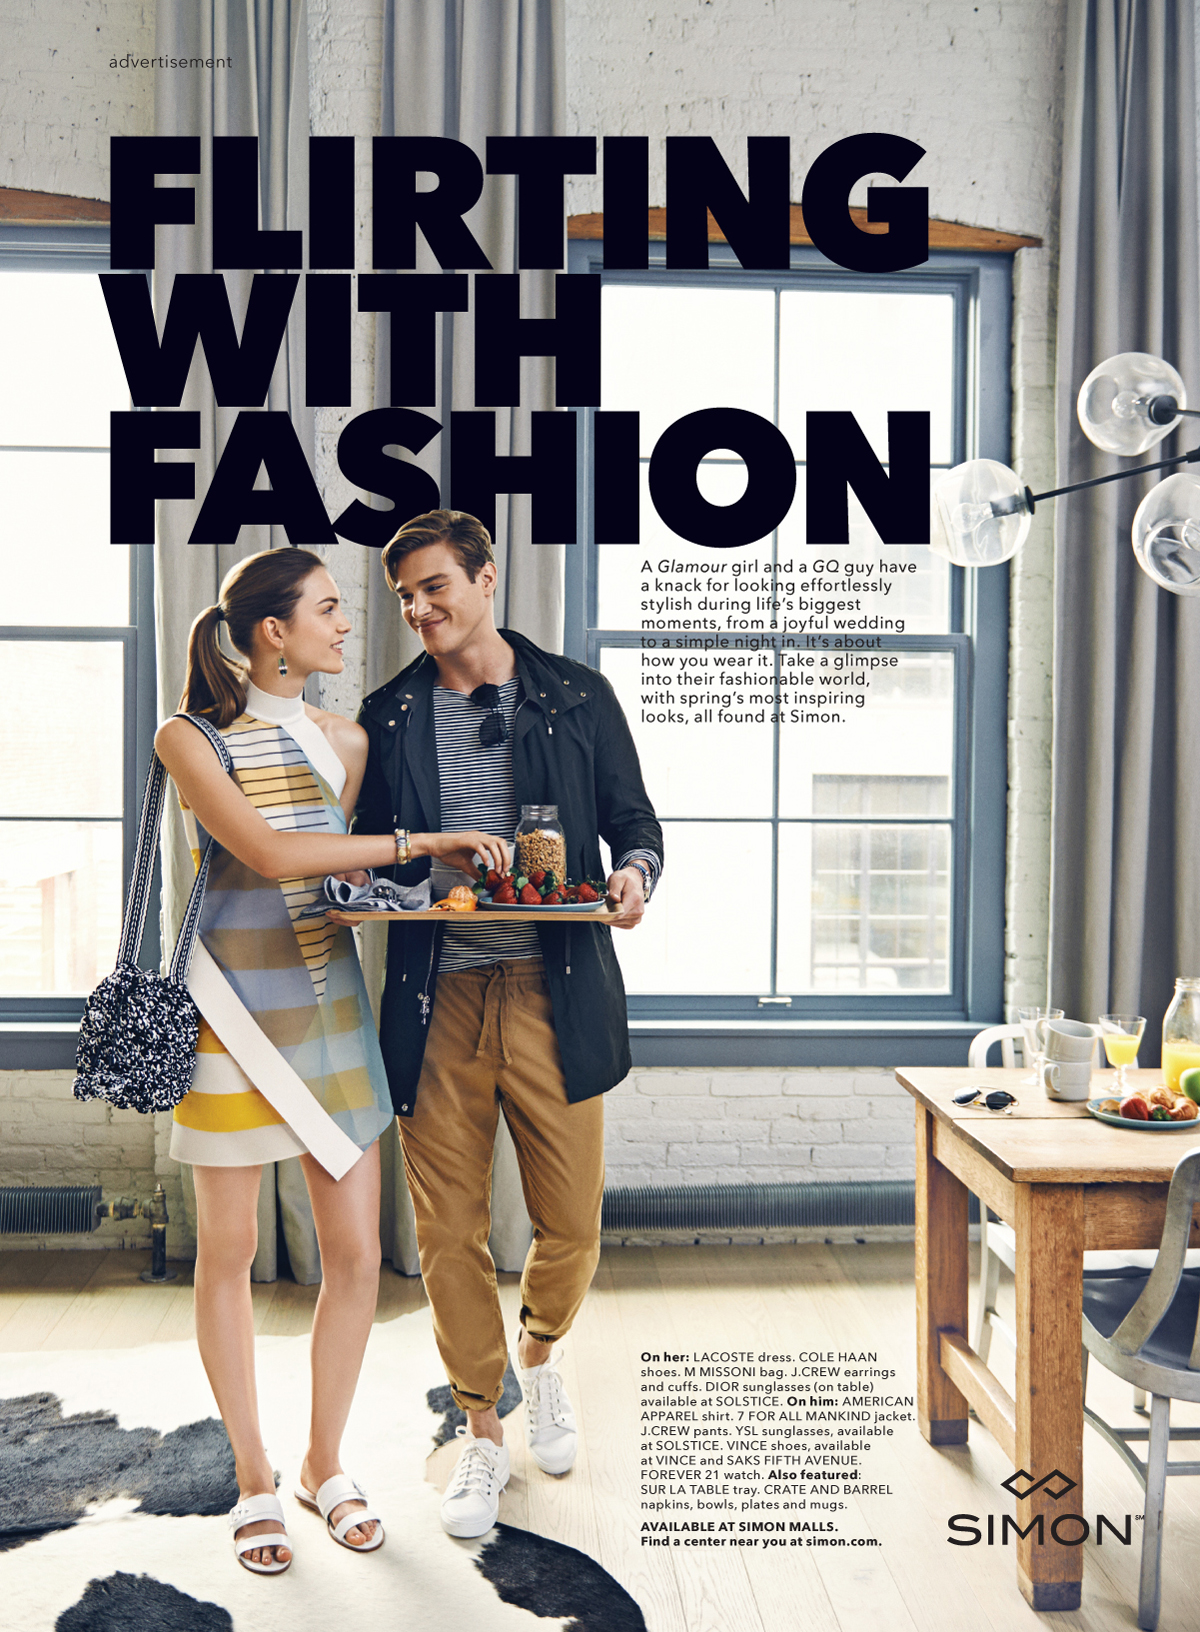 advertisement
FLIRTING
WITH
FASHION
A Glamour girl and a GQ guy have
a knack for looking effortlessly
stylish during life's biggest
moments, from a joyful wedding
to a simple night in. It's about
how you wear it. Take a glimpse
into their fashionable world,
with spring's most inspiring
looks, all found at Simon.
On her: LACOSTE dress. COLE HAAN
shoes. M MISSONI bag. J.CREW earrings
and cuffs. DIOR sunglasses (on table)
available at SOLSTICE. On him: AMERICAN
APPAREL shirt. 7 FOR ALL MANKIND jacket.
J.CREW pants. YSL sunglasses, available
at SOLSTICE. VINCE shoes, available
at VINCE and SAKS FIFTH AVENUE.
FOREVER 21 watch. Also featured:
SUR LA TABLE tray. CRATE AND BARREL
napkins, bowls, plates and mugs.
AVAILABLE AT SIMON MALLS.
Find a center near you at simon.com.
SIMON℠